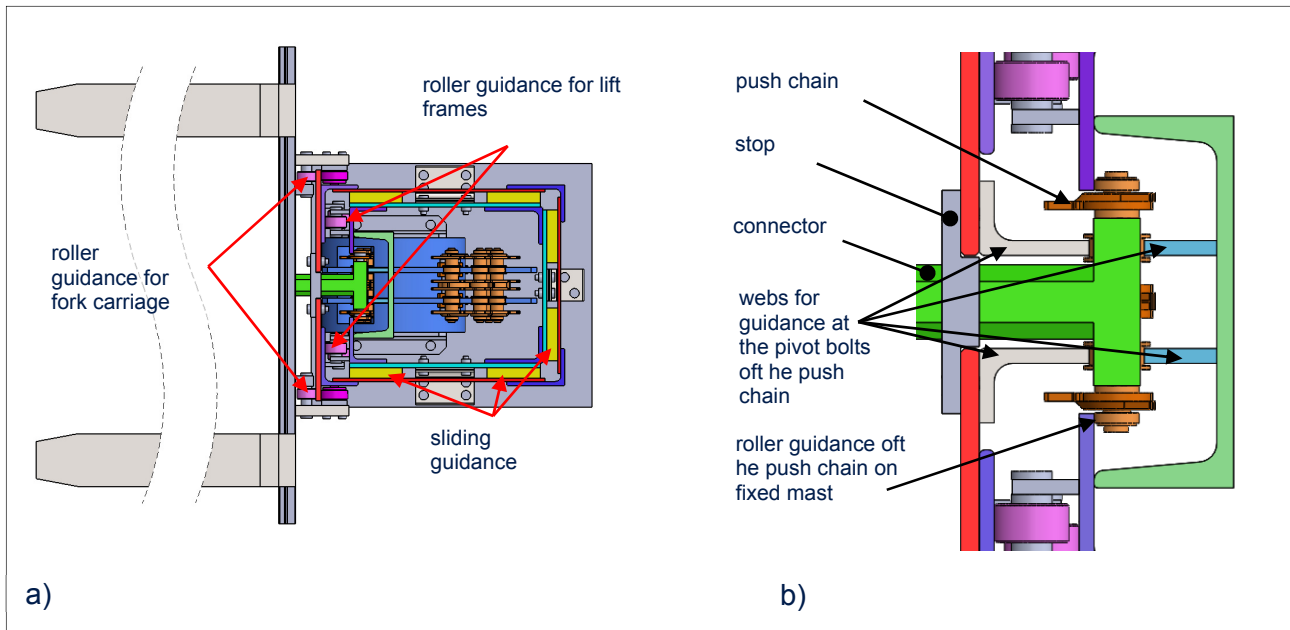 roller guidance for lift
frames
roller
guidance for
fork carriage
sliding
guidance
a)
push chain
stop
connector
webs for
guidance at
the pivot bolts
oft he push
chain
roller guidance oft
he push chain on
fixed mast
b)